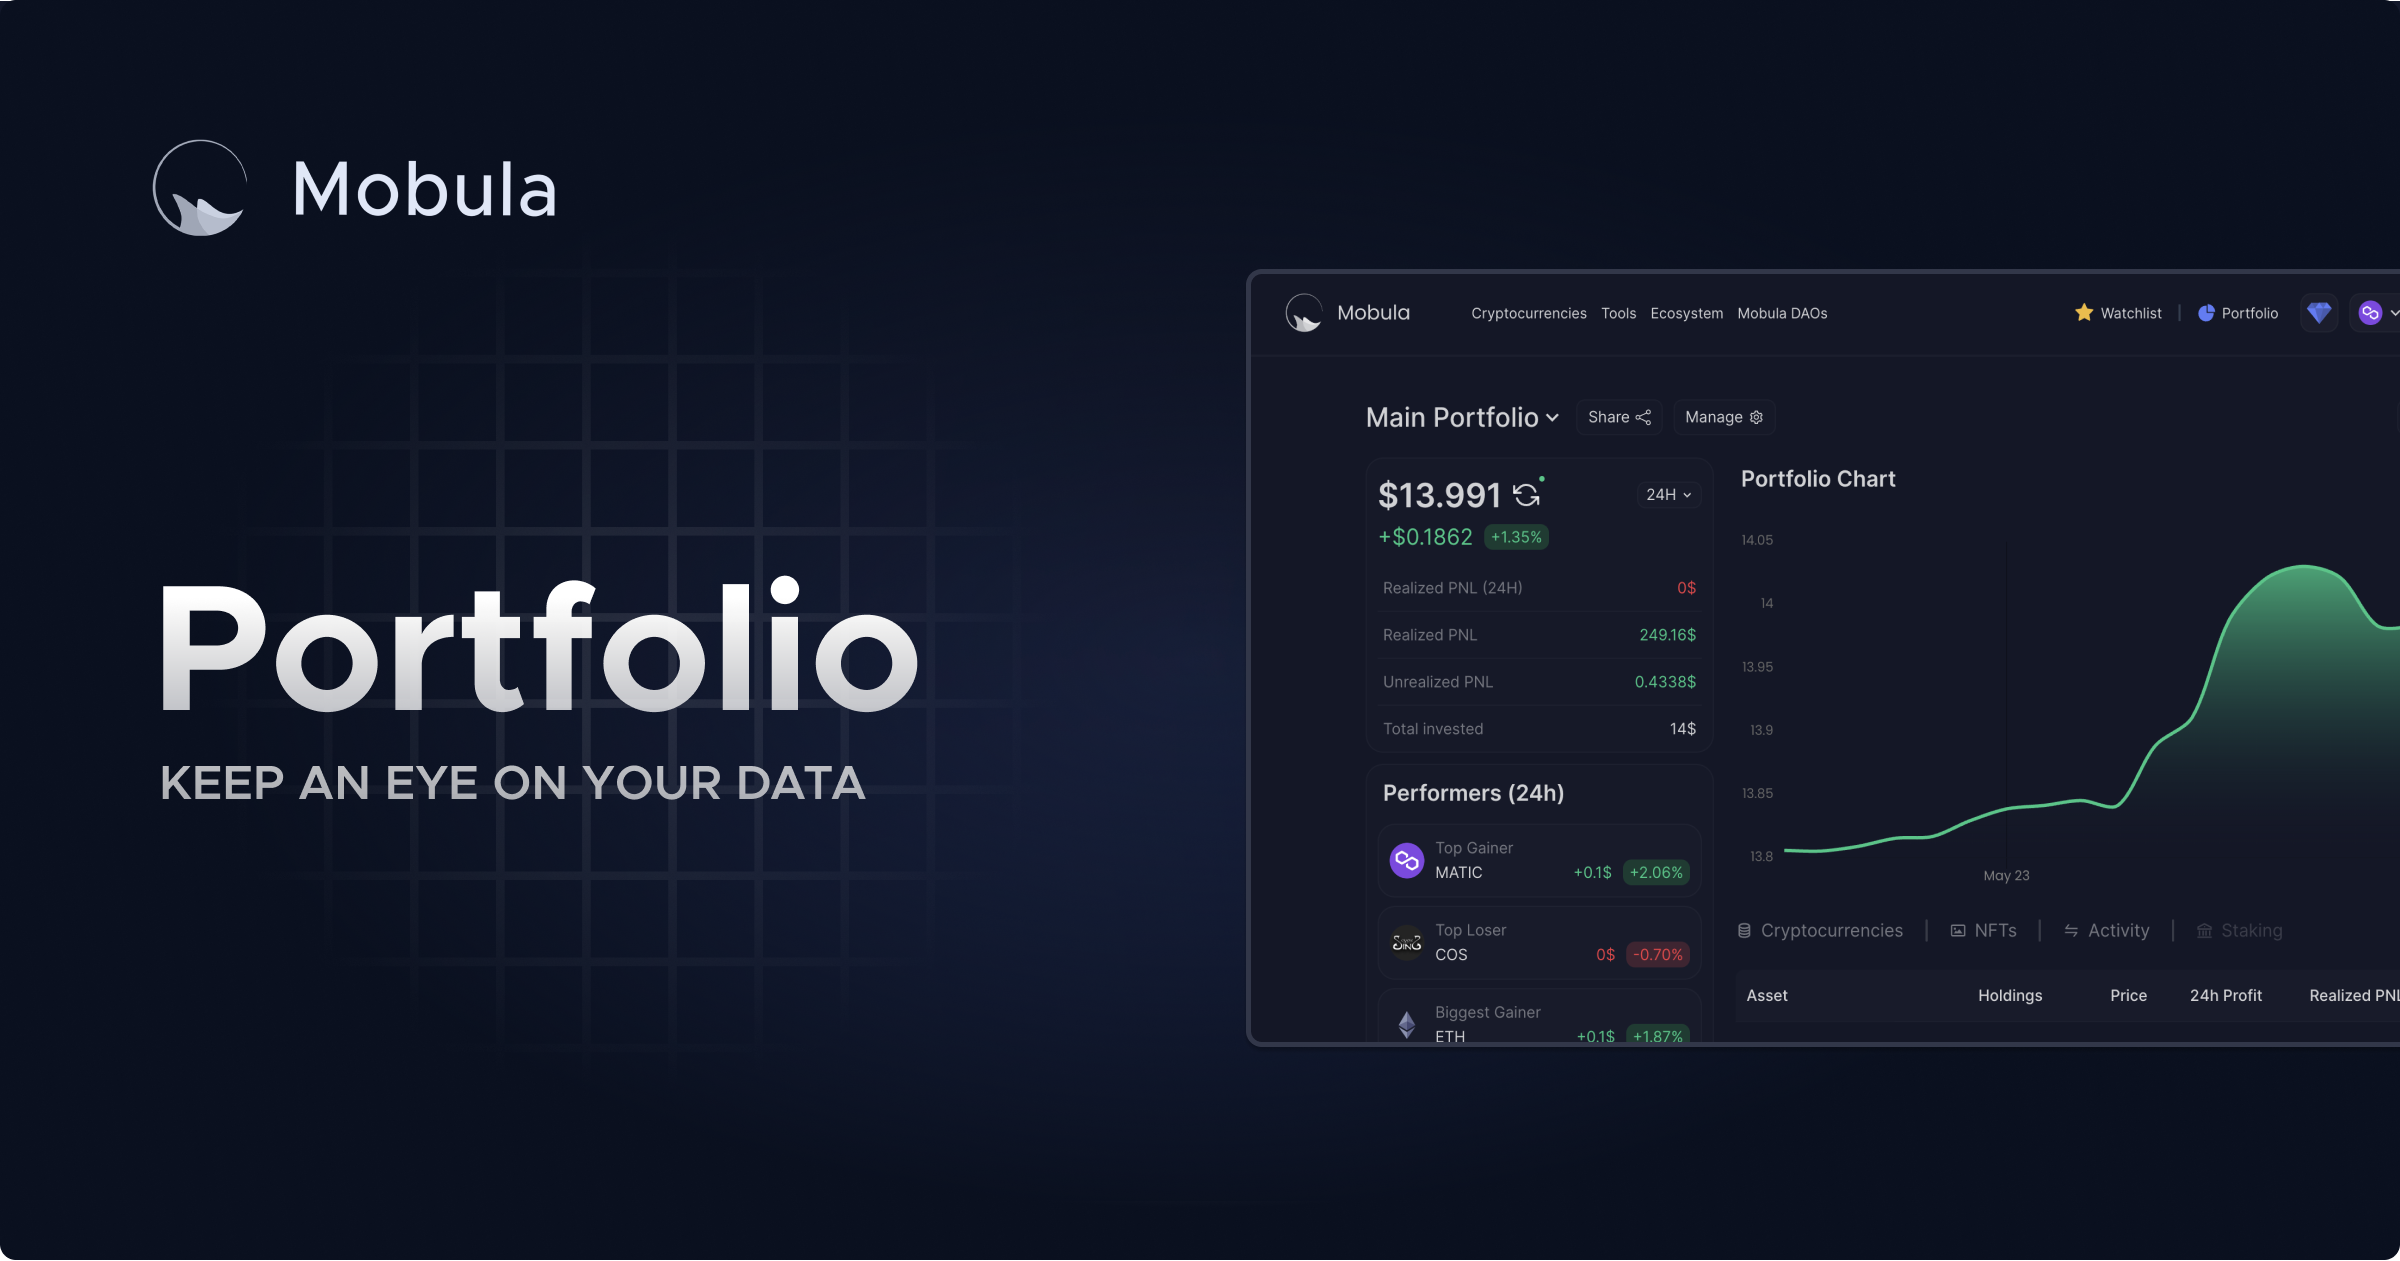 Mobula
Portfolio
KEEP AN EYE ON YOUR DATA
Mobula Cryptocurrencies Tools Ecosystem Mobula DAOs Watchlist | Portfolio
Main Portfolio Share Manage
$13.991 24H
+$0.1862 +1.35%
Realized PNL (24H) 0$
Realized PNL 249.16$
Unrealized PNL 0.4338$
Total invested 14$
Performers (24h)
Top Gainer
MATIC +0.1$ +2.06%
Top Loser
COS 0$ -0.70%
Biggest Gainer
ETH +0.1$ +1.87%
Portfolio Chart
14.05
14
13.95
13.9
13.85
13.8
May 23
Cryptocurrencies | NFTs | Activity | Staking
Asset Holdings Price 24h Profit Realized PNL